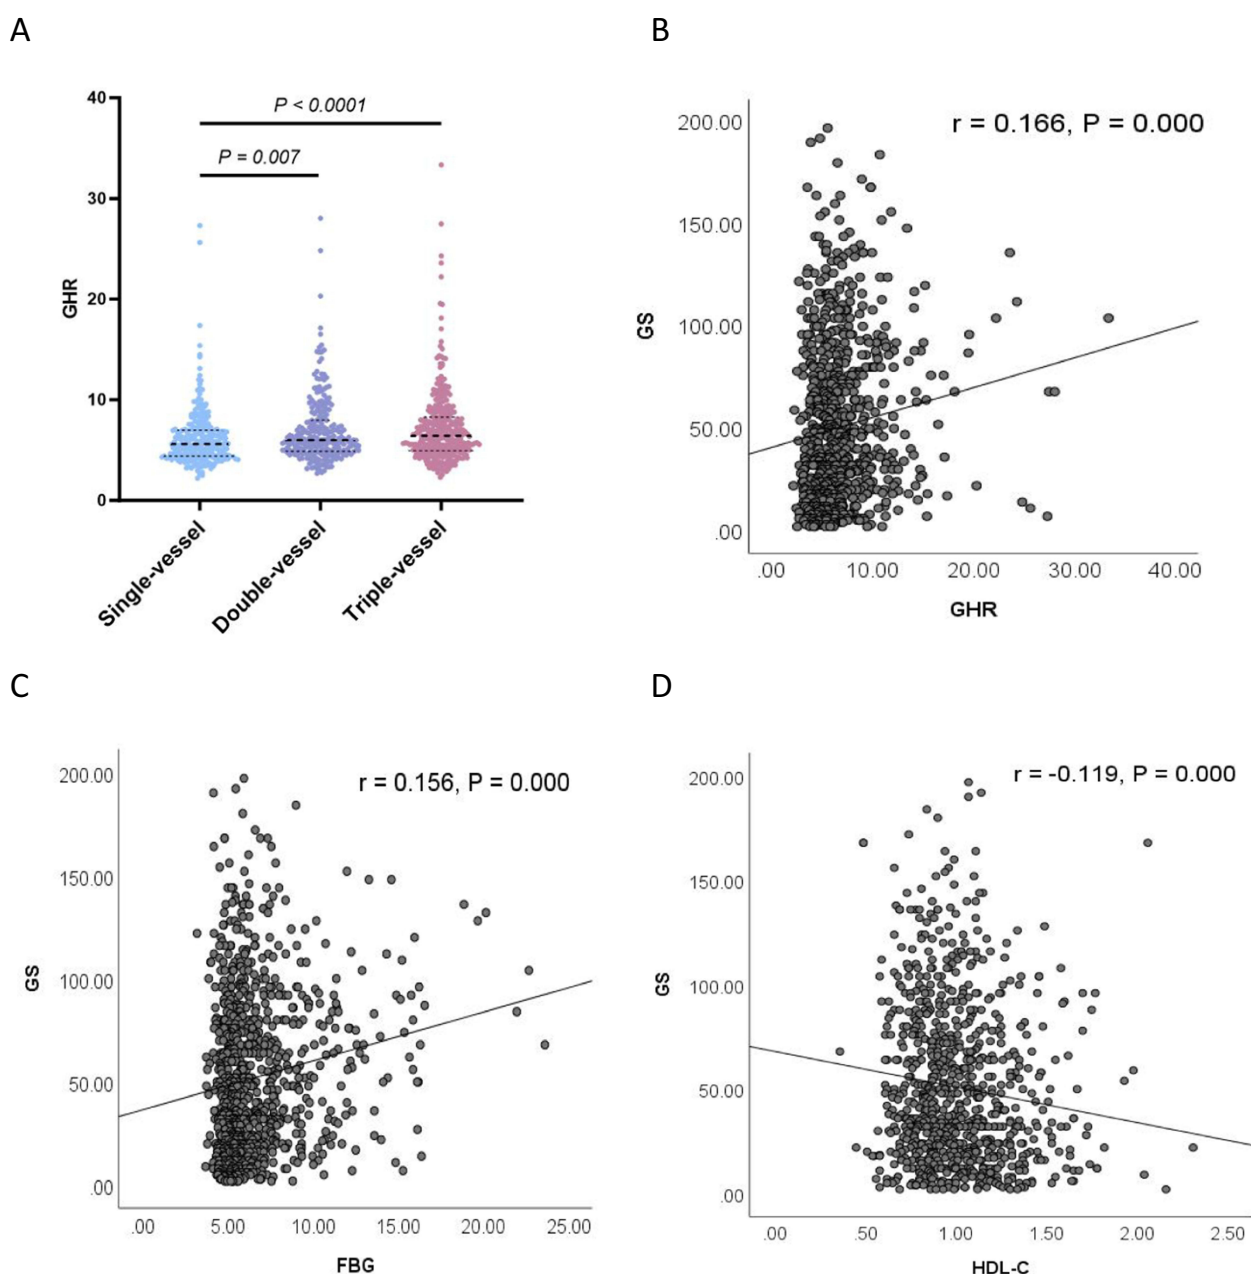 A
P < 0.0001
P = 0.007
40
30
20
10
0
GHR
Single-vessel
Double-vessel
Triple-vessel
B
r = 0.166, P = 0.000
200.00
150.00
100.00
50.00
.00
GS
.00 10.00 20.00 30.00 40.00
GHR
C
r = 0.156, P = 0.000
200.00
150.00
100.00
50.00
.00
GS
.00 5.00 10.00 15.00 20.00 25.00
FBG
D
r = -0.119, P = 0.000
200.00
150.00
100.00
50.00
.00
GS
.00 .50 1.00 1.50 2.00 2.50
HDL-C